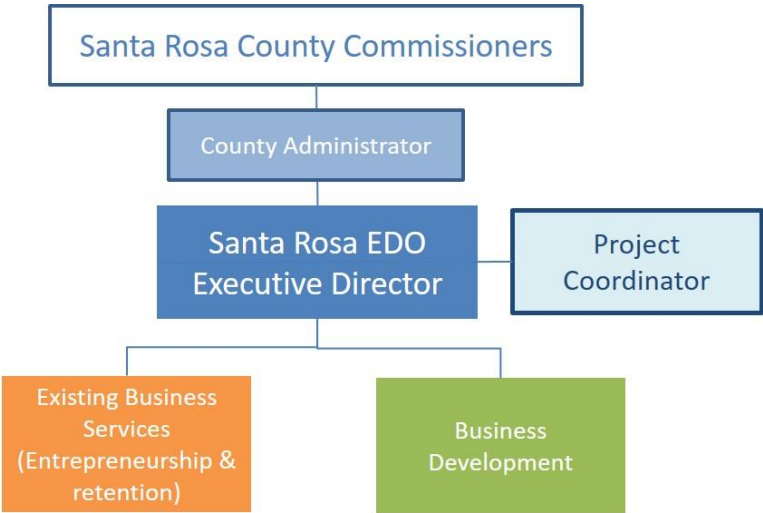 Santa Rosa County Commissioners
County Administrator
Santa Rosa EDO
Executive Director
Project
Coordinator
Existing Business
Services
(Entrepreneurship &
retention)
Business
Development